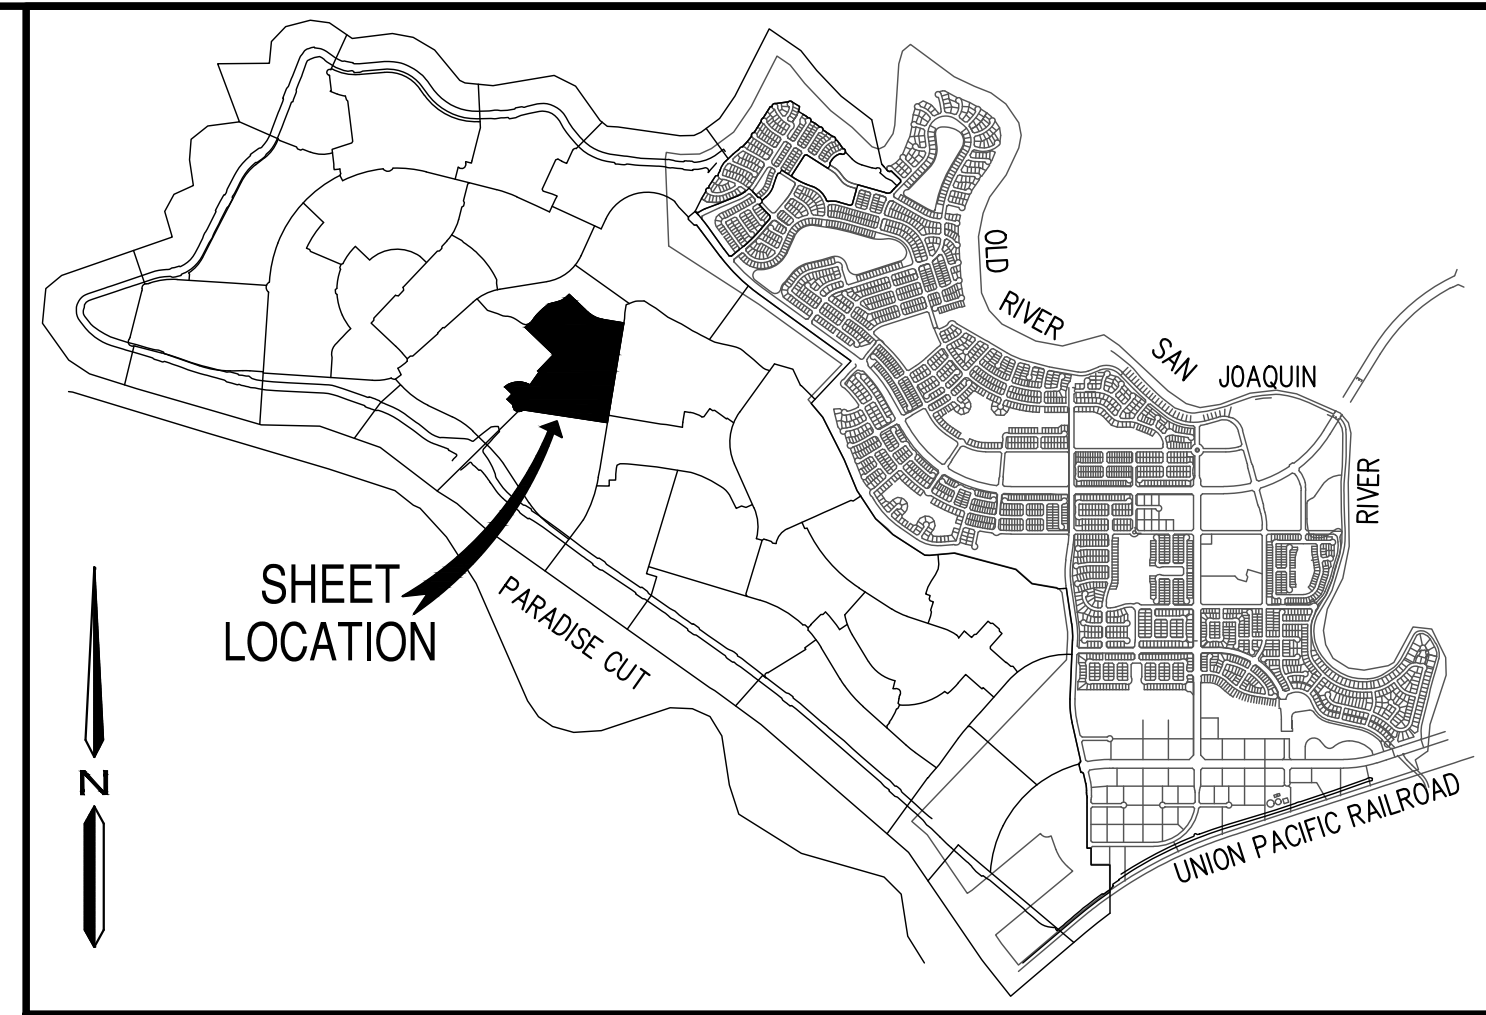 OLD
RIVER
SAN
JOAQUIN
RIVER
SHEET
LOCATION
PARADISE CUT
N
UNION PACIFIC RAILROAD